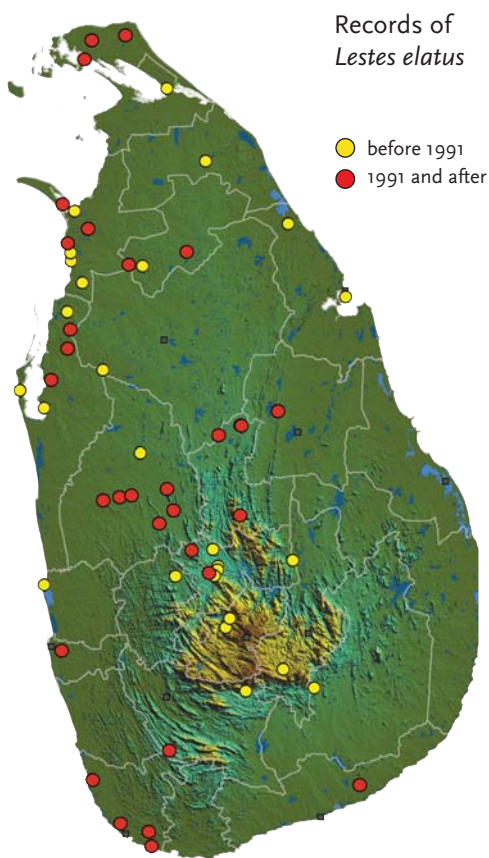 Records of
Lestes elatus
before 1991
1991 and after